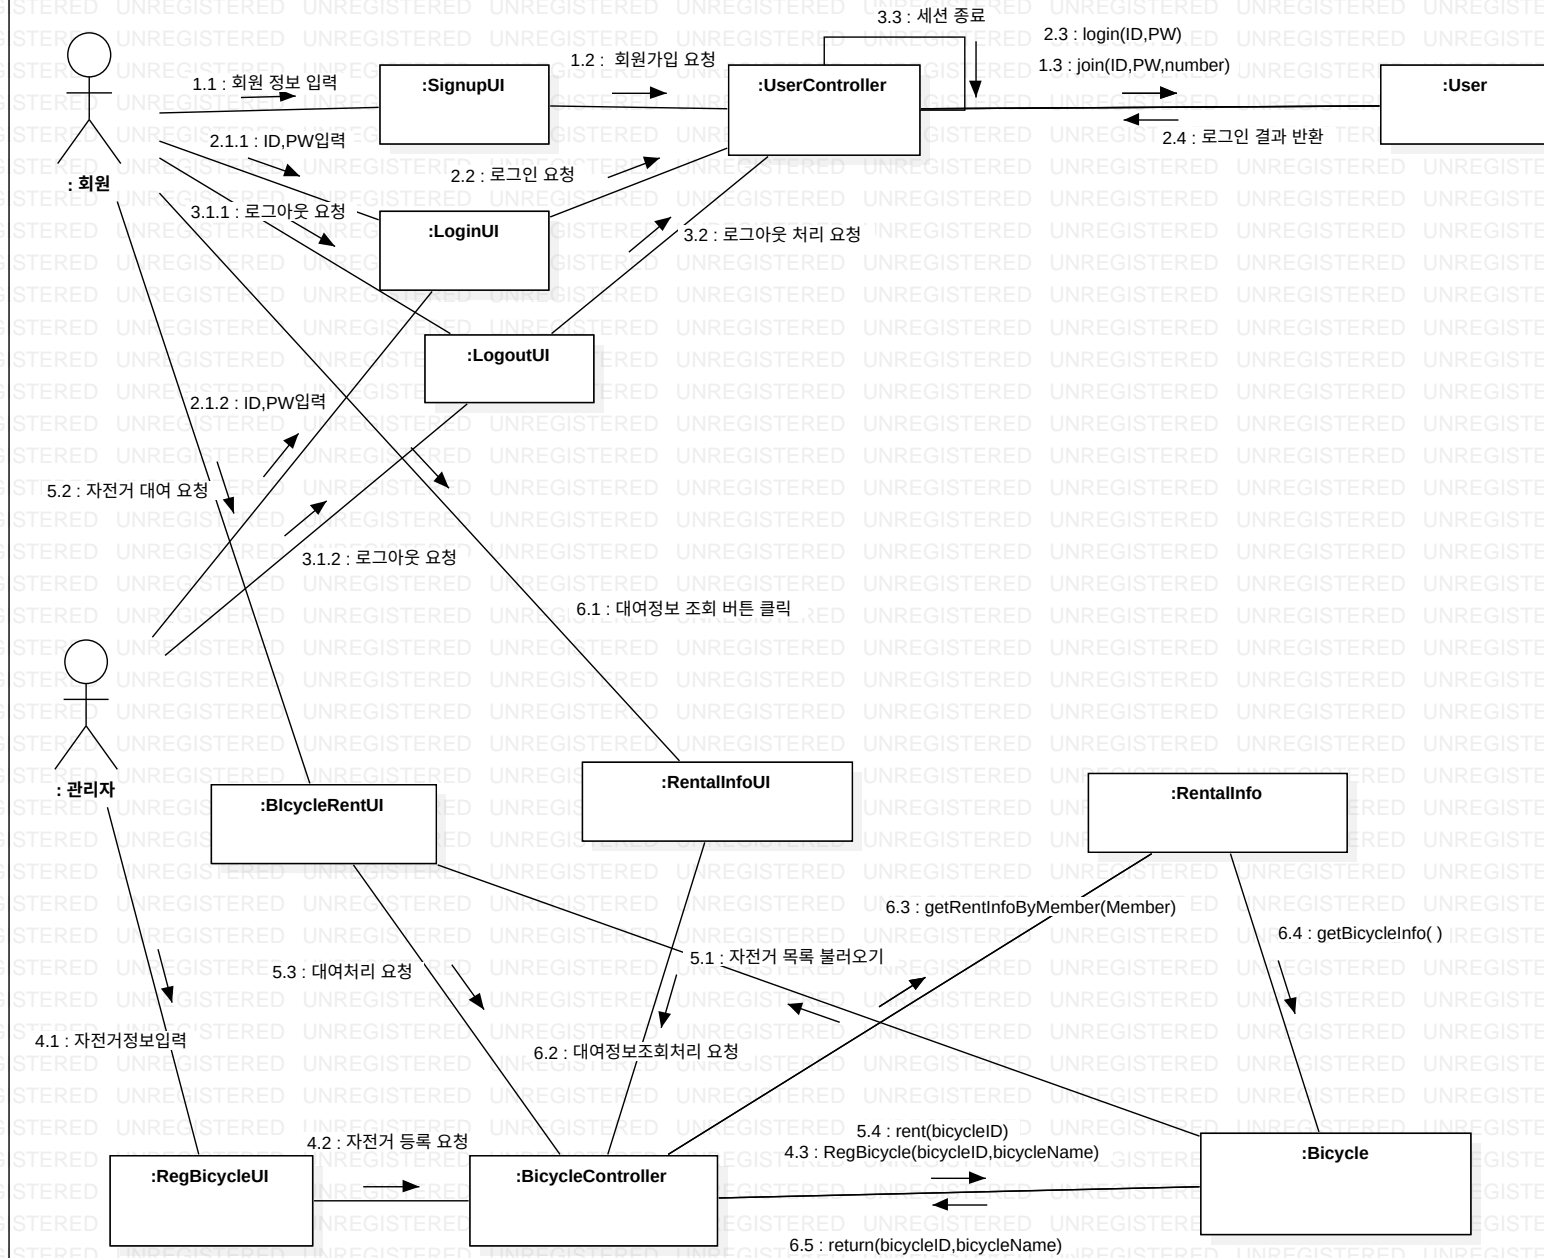 3.3 : 세션 종료
2.3 : login(ID,PW)
1.2 : 회원가입 요청
1.3 : join(ID,PW,number)
1.1 : 회원 정보 입력
:SignupUI
:UserController
:User
2.1.1 : ID,PW입력
2.4 : 로그인 결과 반환
2.2 : 로그인 요청
: 회원
3.1.1 : 로그아웃 요청
:LoginUI
3.2 : 로그아웃 처리 요청
:LogoutUI
2.1.2 : ID,PW입력
5.2 : 자전거 대여 요청
3.1.2 : 로그아웃 요청
6.1 : 대여정보 조회 버튼 클릭
: 관리자
:BIcycleRentUI
:RentalInfoUI
:RentalInfo
6.3 : getRentInfoByMember(Member)
6.4 : getBicycleInfo( )
5.1 : 자전거 목록 불러오기
5.3 : 대여처리 요청
4.1 : 자전거정보입력
6.2 : 대여정보조회처리 요청
5.4 : rent(bicycleID)
4.2 : 자전거 등록 요청
4.3 : RegBicycle(bicycleID,bicycleName)
:Bicycle
:RegBicycleUI
:BicycleController
6.5 : return(bicycleID,bicycleName)
UNREGISTERED